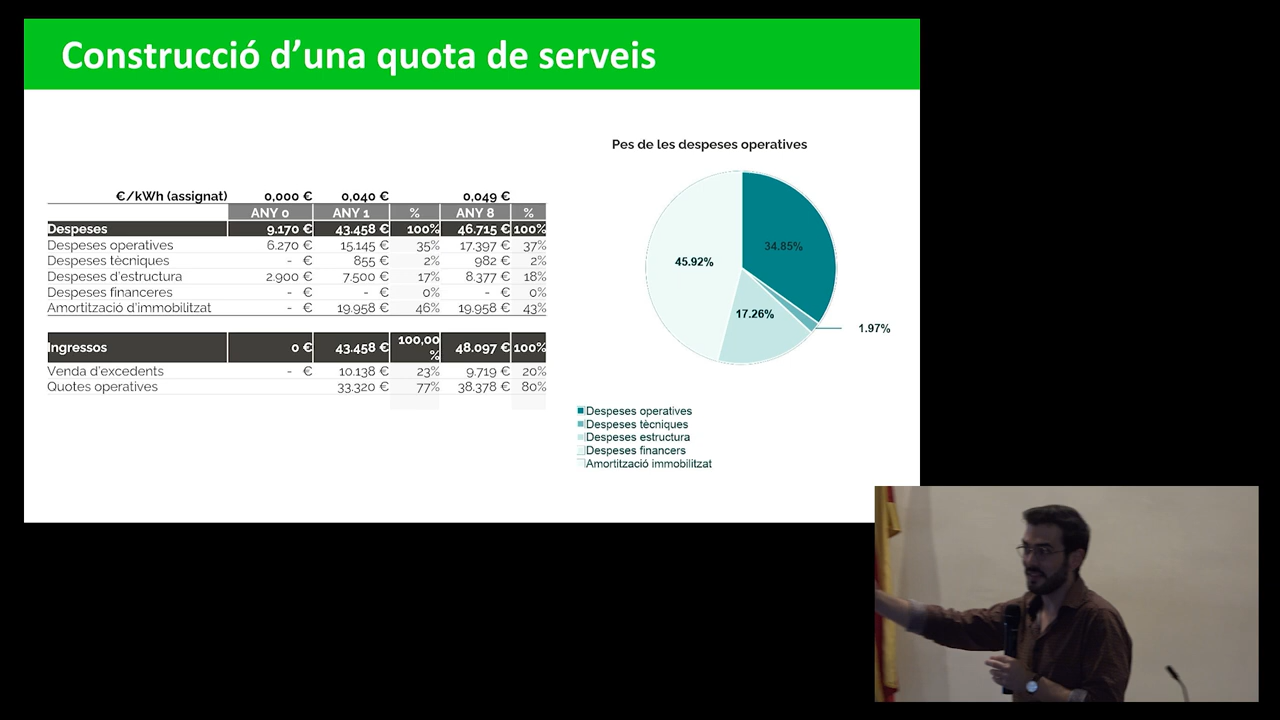 Construcció d'una quota de serveis
€/kWh (assignat) 0,000 € 0,040 € 0,049 €
ANY 0 ANY 1 % ANY 8 %
Despeses 9.170 € 43.458 € 100% 46.715 € 100%
Despeses operatives 6.270 € 15.145 € 35% 17.397 € 37%
Despeses tècniques - € 855 € 2% 982 € 2%
Despeses d'estructura 2.900 € 7.500 € 17% 8.377 € 18%
Despeses financeres - € - € 0% - € 0%
Amortització d'immobilitzat - € 19.958 € 46% 19.958 € 43%
Ingressos 0 € 43.458 € 100,00 % 48.097 € 100%
Venda d'excedents - € 10.138 € 23% 9.719 € 20%
Quotes operatives 33.320 € 77% 38.378 € 80%
Pes de les despeses operatives
34.85%
45.92%
17.26%
1.97%
Despeses operatives
Despeses tècniques
Despeses estructura
Despeses financers
Amortització immobilitzat